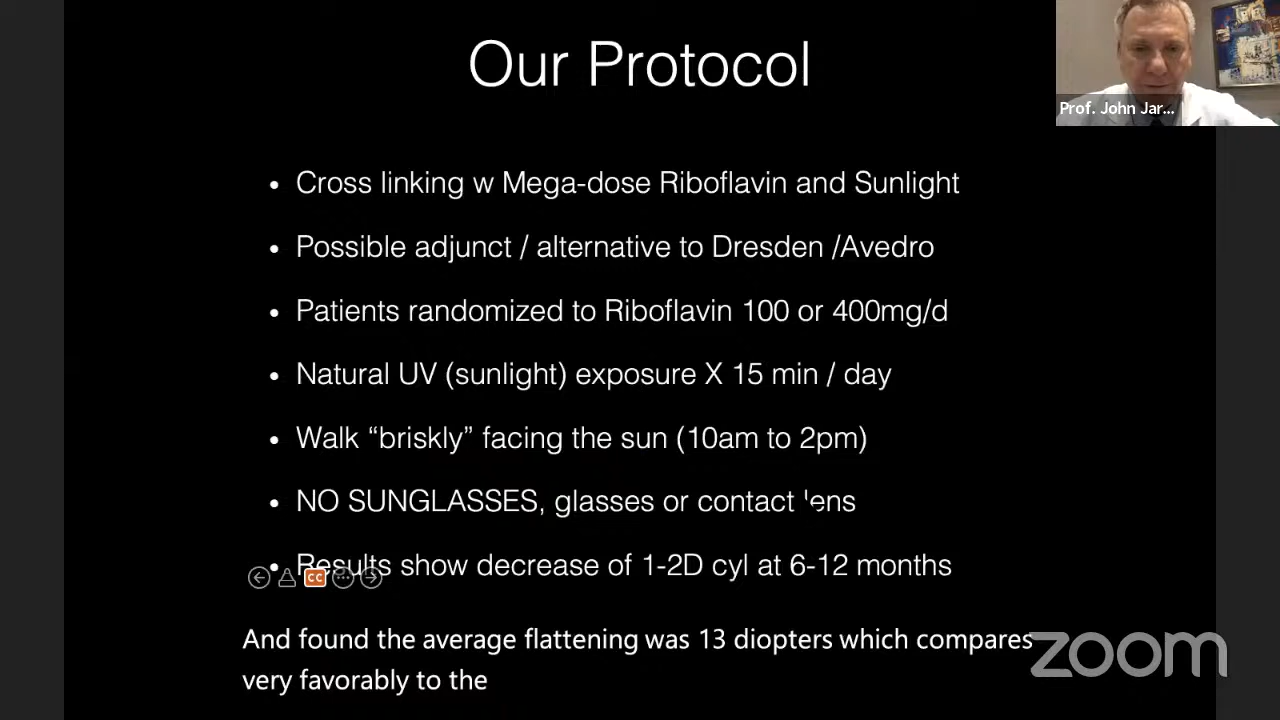 Our Protocol
Prof. John Jar...
• Cross linking w Mega-dose Riboflavin and Sunlight
• Possible adjunct / alternative to Dresden /Avedro
• Patients randomized to Riboflavin 100 or 400mg/d
• Natural UV (sunlight) exposure X 15 min / day
• Walk “briskly” facing the sun (10am to 2pm)
• NO SUNGLASSES, glasses or contact lens
• Results show decrease of 1-2D cyl at 6-12 months
CC
And found the average flattening was 13 diopters which compares
very favorably to the
zoom